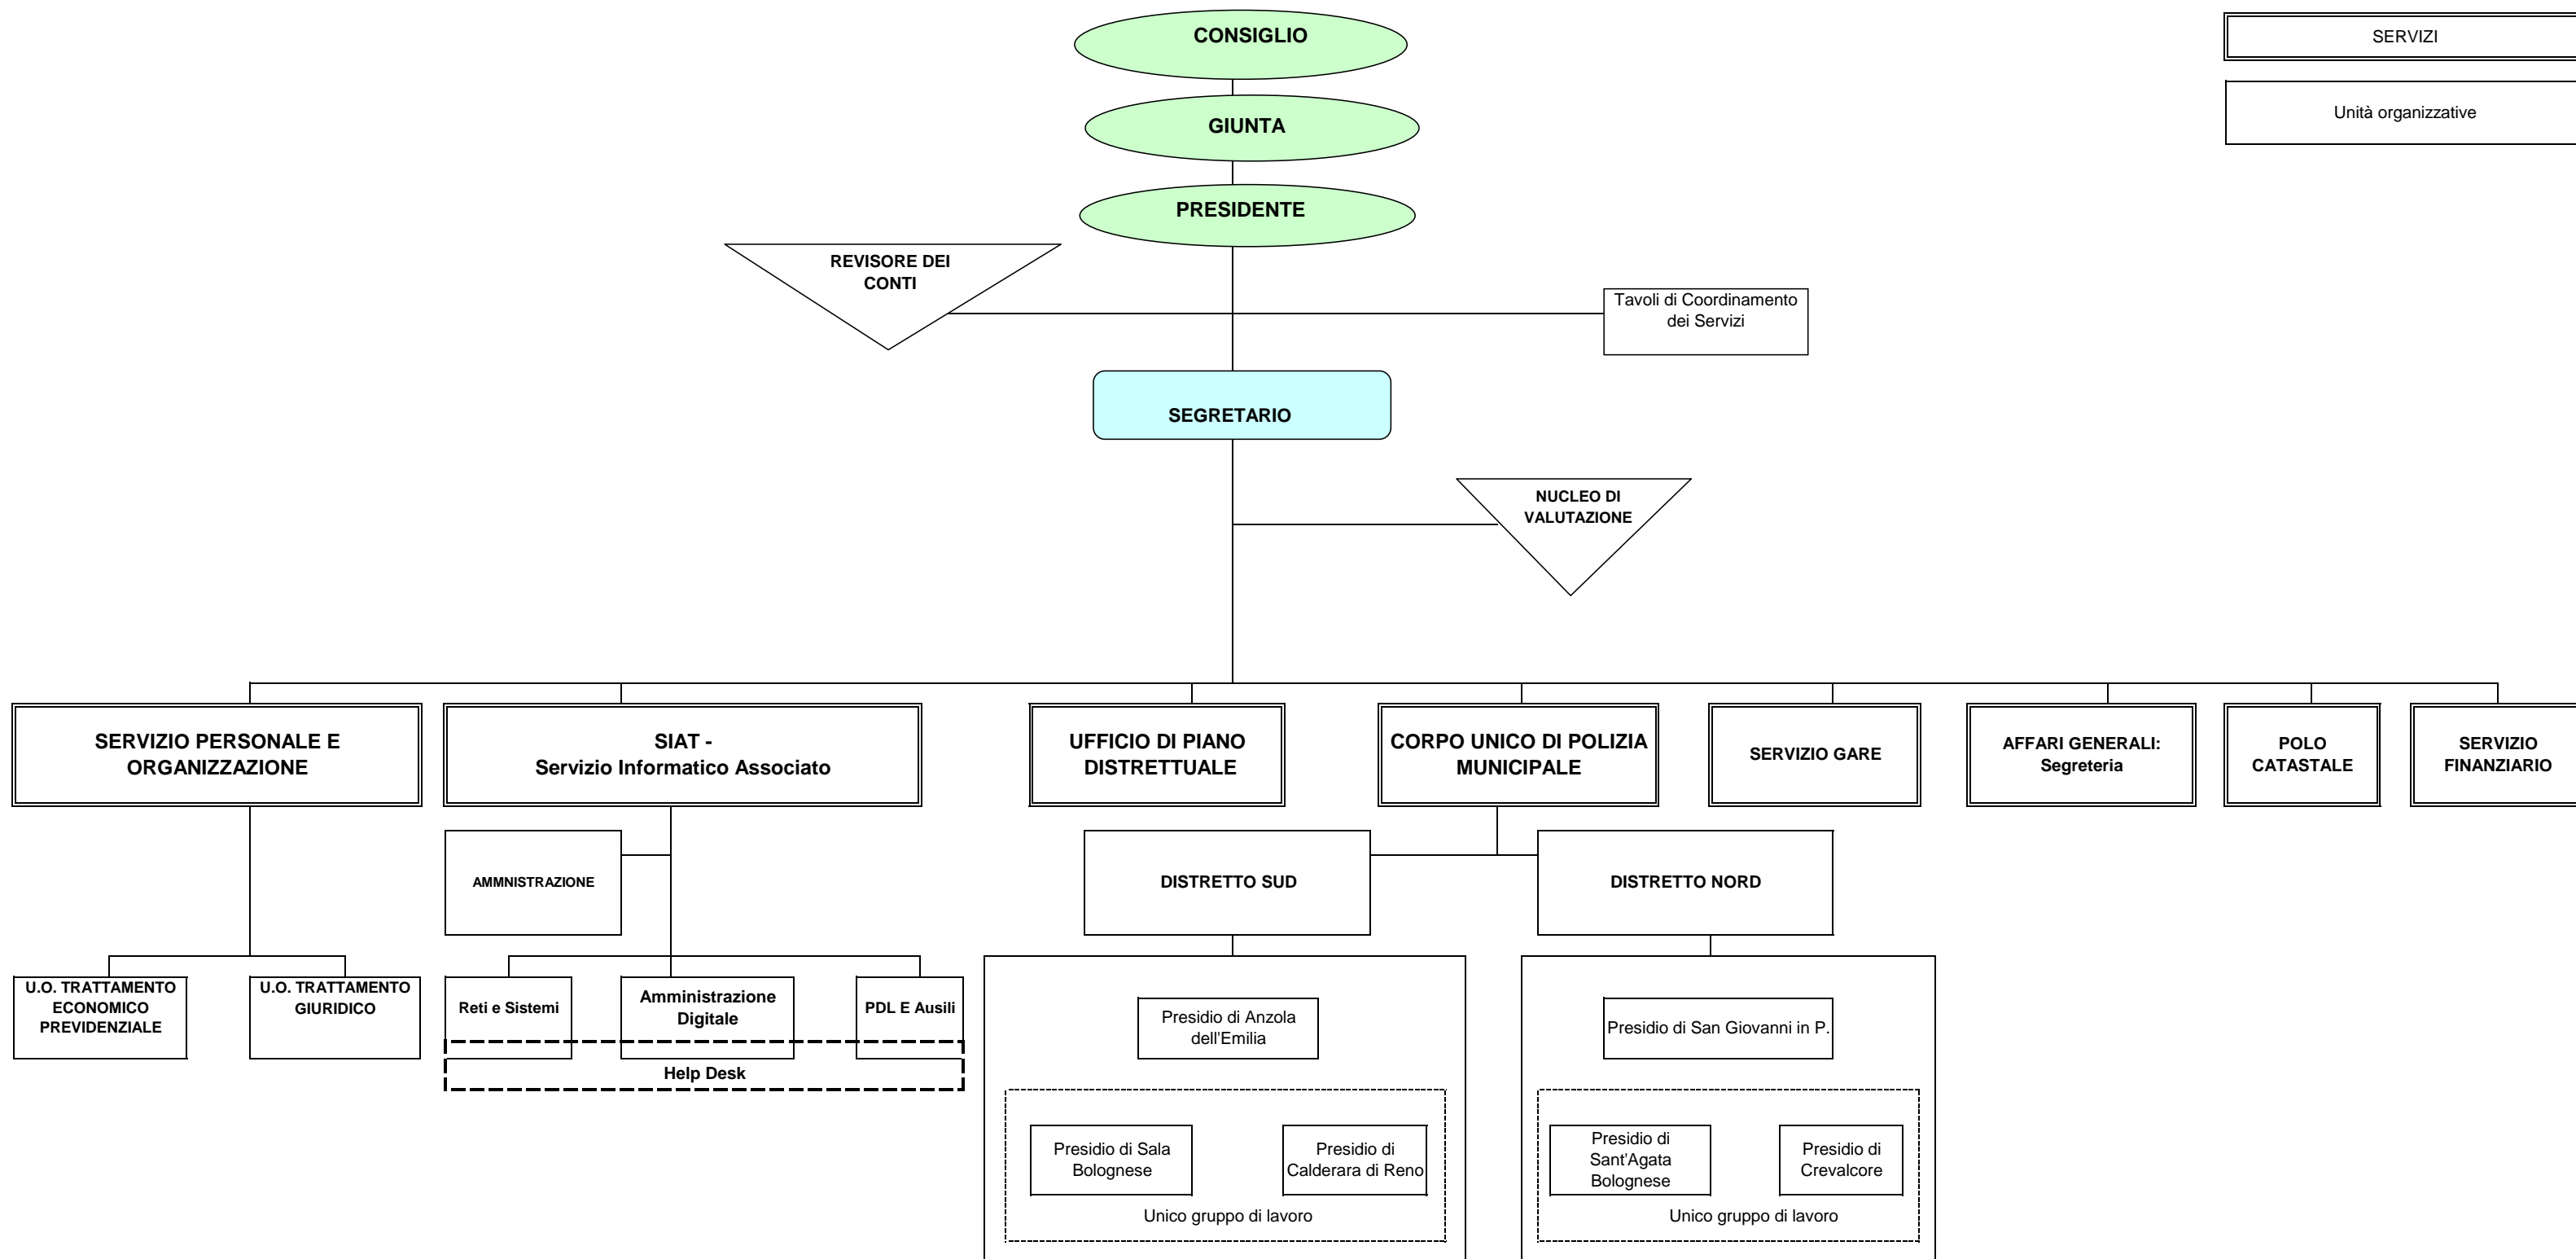 CONSIGLIO
SERVIZI
Unità organizzative
GIUNTA
PRESIDENTE
REVISORE DEI
CONTI
Tavoli di Coordinamento
dei Servizi
SEGRETARIO
NUCLEO DI
VALUTAZIONE
SERVIZIO PERSONALE E
ORGANIZZAZIONE
SIAT -
Servizio Informatico Associato
UFFICIO DI PIANO
DISTRETTUALE
CORPO UNICO DI POLIZIA
MUNICIPALE
SERVIZIO GARE
AFFARI GENERALI:
Segreteria
POLO
CATASTALE
SERVIZIO
FINANZIARIO
AMMNISTRAZIONE
DISTRETTO SUD
DISTRETTO NORD
U.O. TRATTAMENTO
ECONOMICO
PREVIDENZIALE
U.O. TRATTAMENTO
GIURIDICO
Reti e Sistemi
Amministrazione
Digitale
PDL E Ausili
Help Desk
Presidio di Anzola
dell'Emilia
Presidio di San Giovanni in P.
Presidio di Sala
Bolognese
Presidio di
Calderara di Reno
Unico gruppo di lavoro
Presidio di
Sant'Agata
Bolognese
Presidio di
Crevalcore
Unico gruppo di lavoro